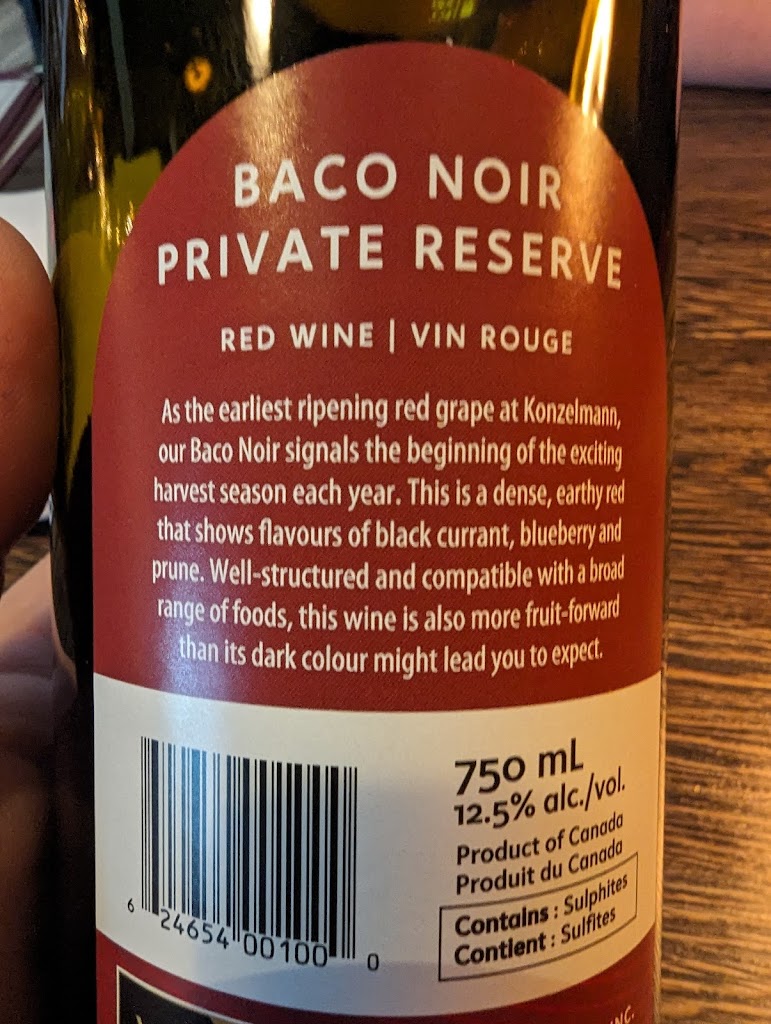 BACO NOIR
PRIVATE RESERVE
RED WINE | VIN ROUGE
As the earliest ripening red grape at Konzelmann,
our Baco Noir signals the beginning of the exciting
harvest season each year. This is a dense, earthy red
that shows flavours of black currant, blueberry and
prune. Well-structured and compatible with a broad
range of foods, this wine is also more fruit-forward
than its dark colour might lead you to expect.
750 mL
12.5% alc./vol.
Product of Canada
Produit du Canada
Contains : Sulphites
Contient : Sulfites
6 24654 00100 0
INC.